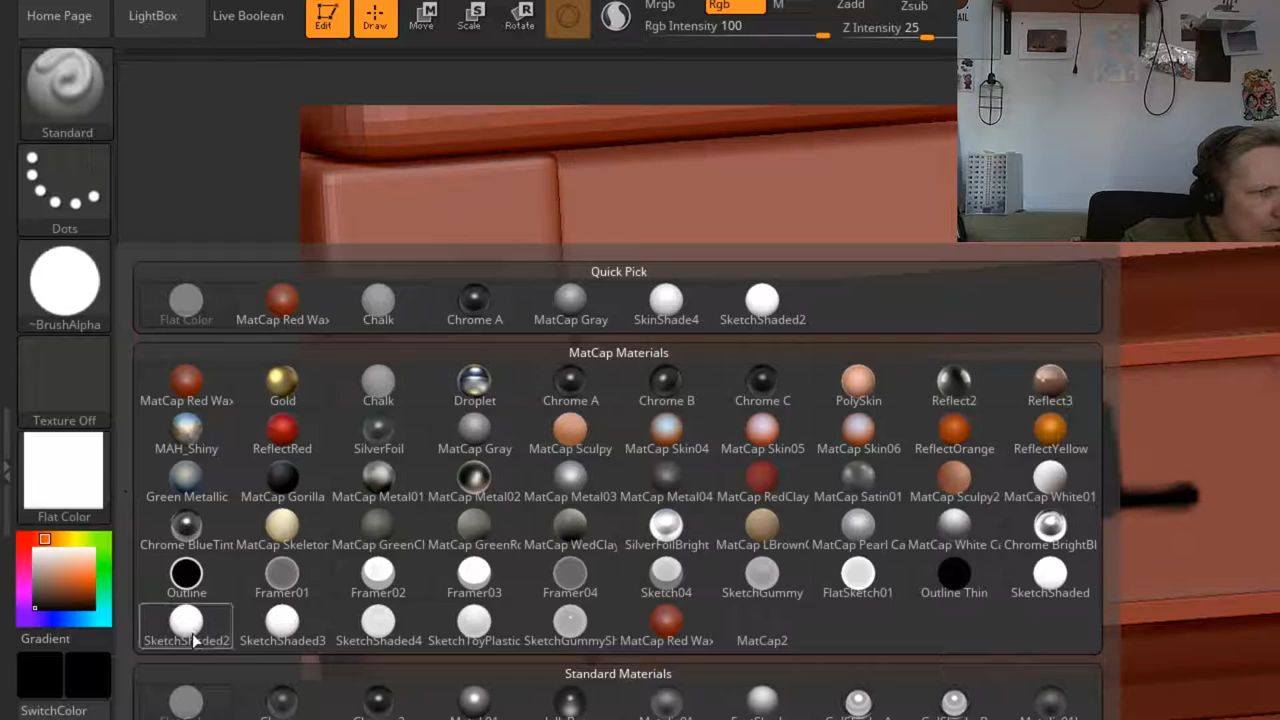 Home Page LightBox Live Boolean Edit Draw Move Scale Rotate Mrgb Rgb M Zadd Zsub
Rgb Intensity 100 Z Intensity 25
Standard
Dots
~BrushAlpha
Texture Off
Flat Color
Gradient
SwitchColor
Quick Pick
Flat Color MatCap Red Wa> Chalk Chrome A MatCap Gray SkinShade4 SketchShaded2
MatCap Materials
MatCap Red Wa> Gold Chalk Droplet Chrome A Chrome B Chrome C PolySkin Reflect2 Reflect3
MAH_Shiny ReflectRed SilverFoil MatCap Gray MatCap Sculpy MatCap Skin04 MatCap Skin05 MatCap Skin06 ReflectOrange ReflectYellow
Green Metallic MatCap Gorilla MatCap Metal01 MatCap Metal02 MatCap Metal03 MatCap Metal04 MatCap RedClay MatCap Satin01 MatCap Sculpy2 MatCap White01
Chrome BlueTint MatCap Skeletor MatCap GreenCl MatCap GreenRo MatCap WedClay SilverFoilBright MatCap LBrown MatCap Pearl Ca MatCap White Ca Chrome BrightBl
Outline Framer01 Framer02 Framer03 Framer04 Sketch04 SketchGummy FlatSketch01 Outline Thin SketchShaded
SketchShaded2 SketchShaded3 SketchShaded4 SketchToyPlastic SketchGummySh MatCap Red Wa> MatCap2
Standard Materials